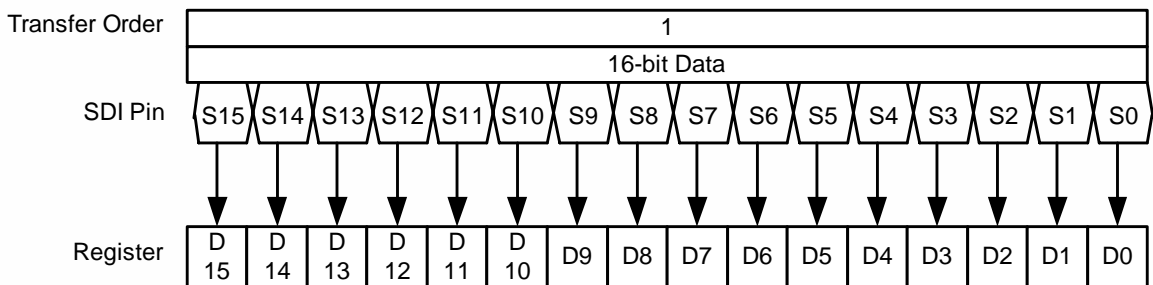 Transfer Order 1
16-bit Data
SDI Pin S15 S14 S13 S12 S11 S10 S9 S8 S7 S6 S5 S4 S3 S2 S1 S0
Register D 15 D 14 D 13 D 12 D 11 D 10 D9 D8 D7 D6 D5 D4 D3 D2 D1 D0